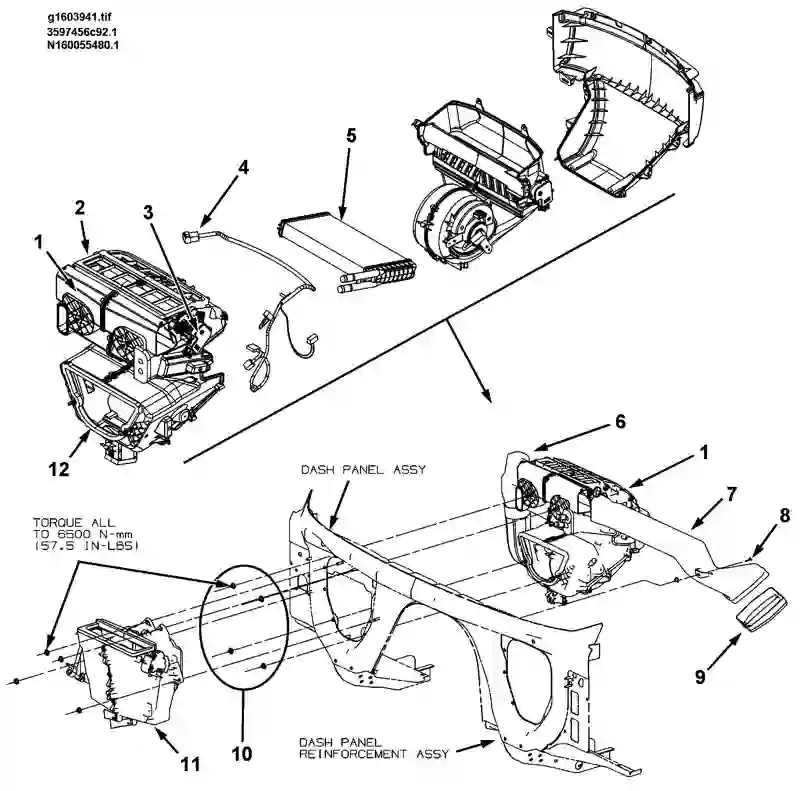 g1603941.tif
3597456c92.1
N160055480.1
5
4
2
3
1
12
6
1
DASH PANEL ASSY
7
8
TORQUE ALL
TO 6500 N-mm
(57.5 IN-LBS)
9
10
11
DASH PANEL
REINFORCEMENT ASSY